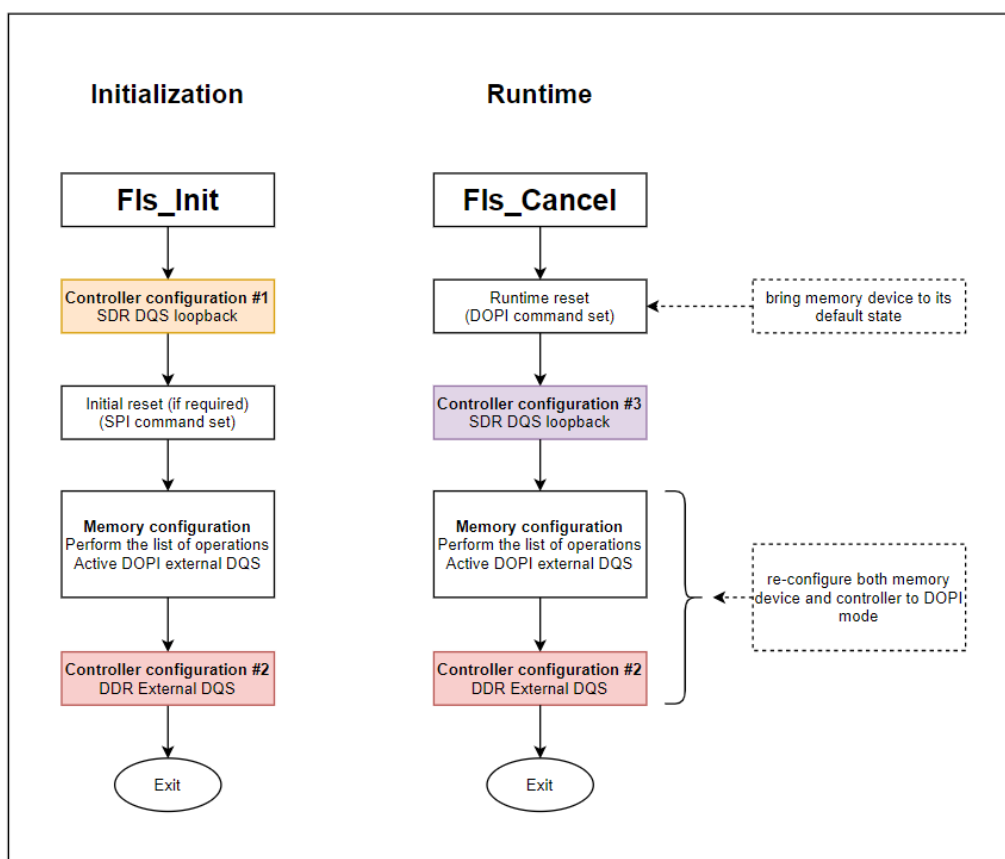 Initialization
Fls_Init
Controller configuration #1
SDR DQS loopback
Initial reset (if required)
(SPI command set)
Memory configuration
Perform the list of operations
Active DOPI external DQS
Controller configuration #2
DDR External DQS
Exit
Runtime
Fls_Cancel
Runtime reset
(DOPI command set)
bring memory device to its
default state
Controller configuration #3
SDR DQS loopback
Memory configuration
Perform the list of operations
Active DOPI external DQS
re-configure both memory
device and controller to DOPI
mode
Controller configuration #2
DDR External DQS
Exit